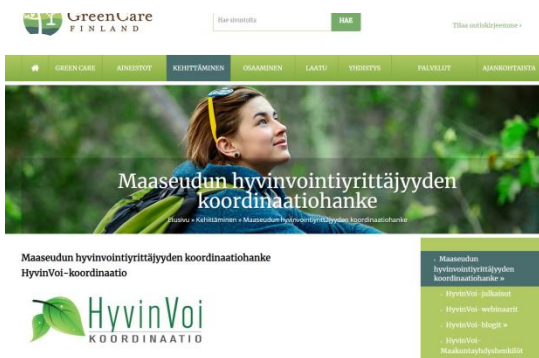 GreenCare
FINLAND
Hae sivustolta
HAE
Tilaa uutiskirjeemme ›
GREEN CARE AINEISTOT KEHITTÄMINEN OSAAMINEN LAATU YHDISTYS PALVELUT AJANKOHTAISTA
Maaseudun hyvinvointiyrittäjyyden
koordinaatiohanke
Etusivu » Kehittäminen » Maaseudun hyvinvointiyrittäjyyden koordinaatiohanke
Maaseudun hyvinvointiyrittäjyyden koordinaatiohanke
HyvinVoi-koordinaatio
HyvinVoi
KOORDINAATIO
Maaseudun
hyvinvointiyrittäjyyden
koordinaatiohanke »
HyvinVoi-julkaisut
HyvinVoi-webinaarit
HyvinVoi-blogit »
HyvinVoi-
Maakuntayhdyshenkilöt